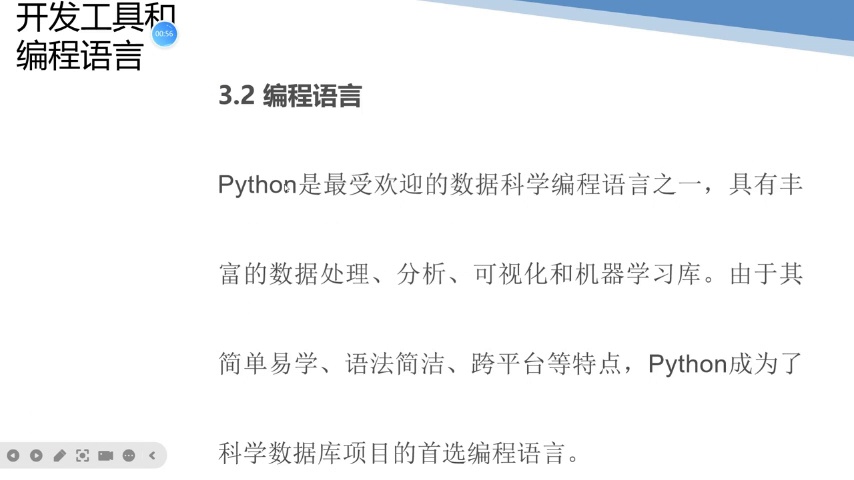 开发工具和
编程语言
00:56
3.2 编程语言
Python是最受欢迎的数据科学编程语言之一，具有丰
富的数据处理、分析、可视化和机器学习库。由于其
简单易学、语法简洁、跨平台等特点，Python成为了
科学数据库项目的首选编程语言。